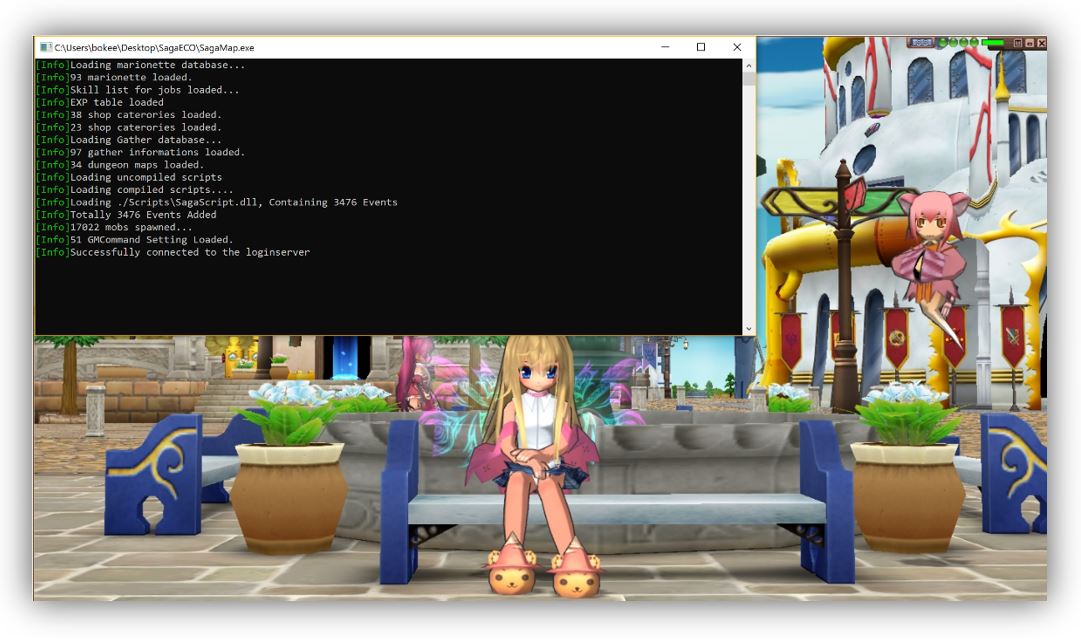 C:\Users\bokee\Desktop\SagaECO\SagaMap.exe
[Info]Loading marionette database...
[Info]93 marionette loaded.
[Info]Skill list for jobs loaded...
[Info]EXP table loaded
[Info]38 shop caterories loaded.
[Info]23 shop caterories loaded.
[Info]Loading Gather database...
[Info]97 gather informations loaded.
[Info]34 dungeon maps loaded.
[Info]Loading uncompiled scripts
[Info]Loading compiled scripts....
[Info]Loading ./Scripts\SagaScript.dll, Containing 3476 Events
[Info]Totally 3476 Events Added
[Info]17022 mobs spawned...
[Info]51 GMCommand Setting Loaded.
[Info]Successfully connected to the loginserver